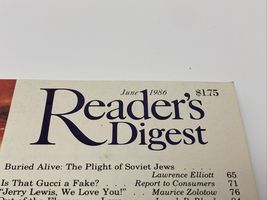 June 1986 $1.75
Reader's
Digest
Buried Alive: The Plight of Soviet Jews . . . .
Lawrence Elliott 65
Is That Gucci a Fake? . . . Report to Consumers 71
"Jerry Lewis, We Love You!" . . Maurice Zolotow 76